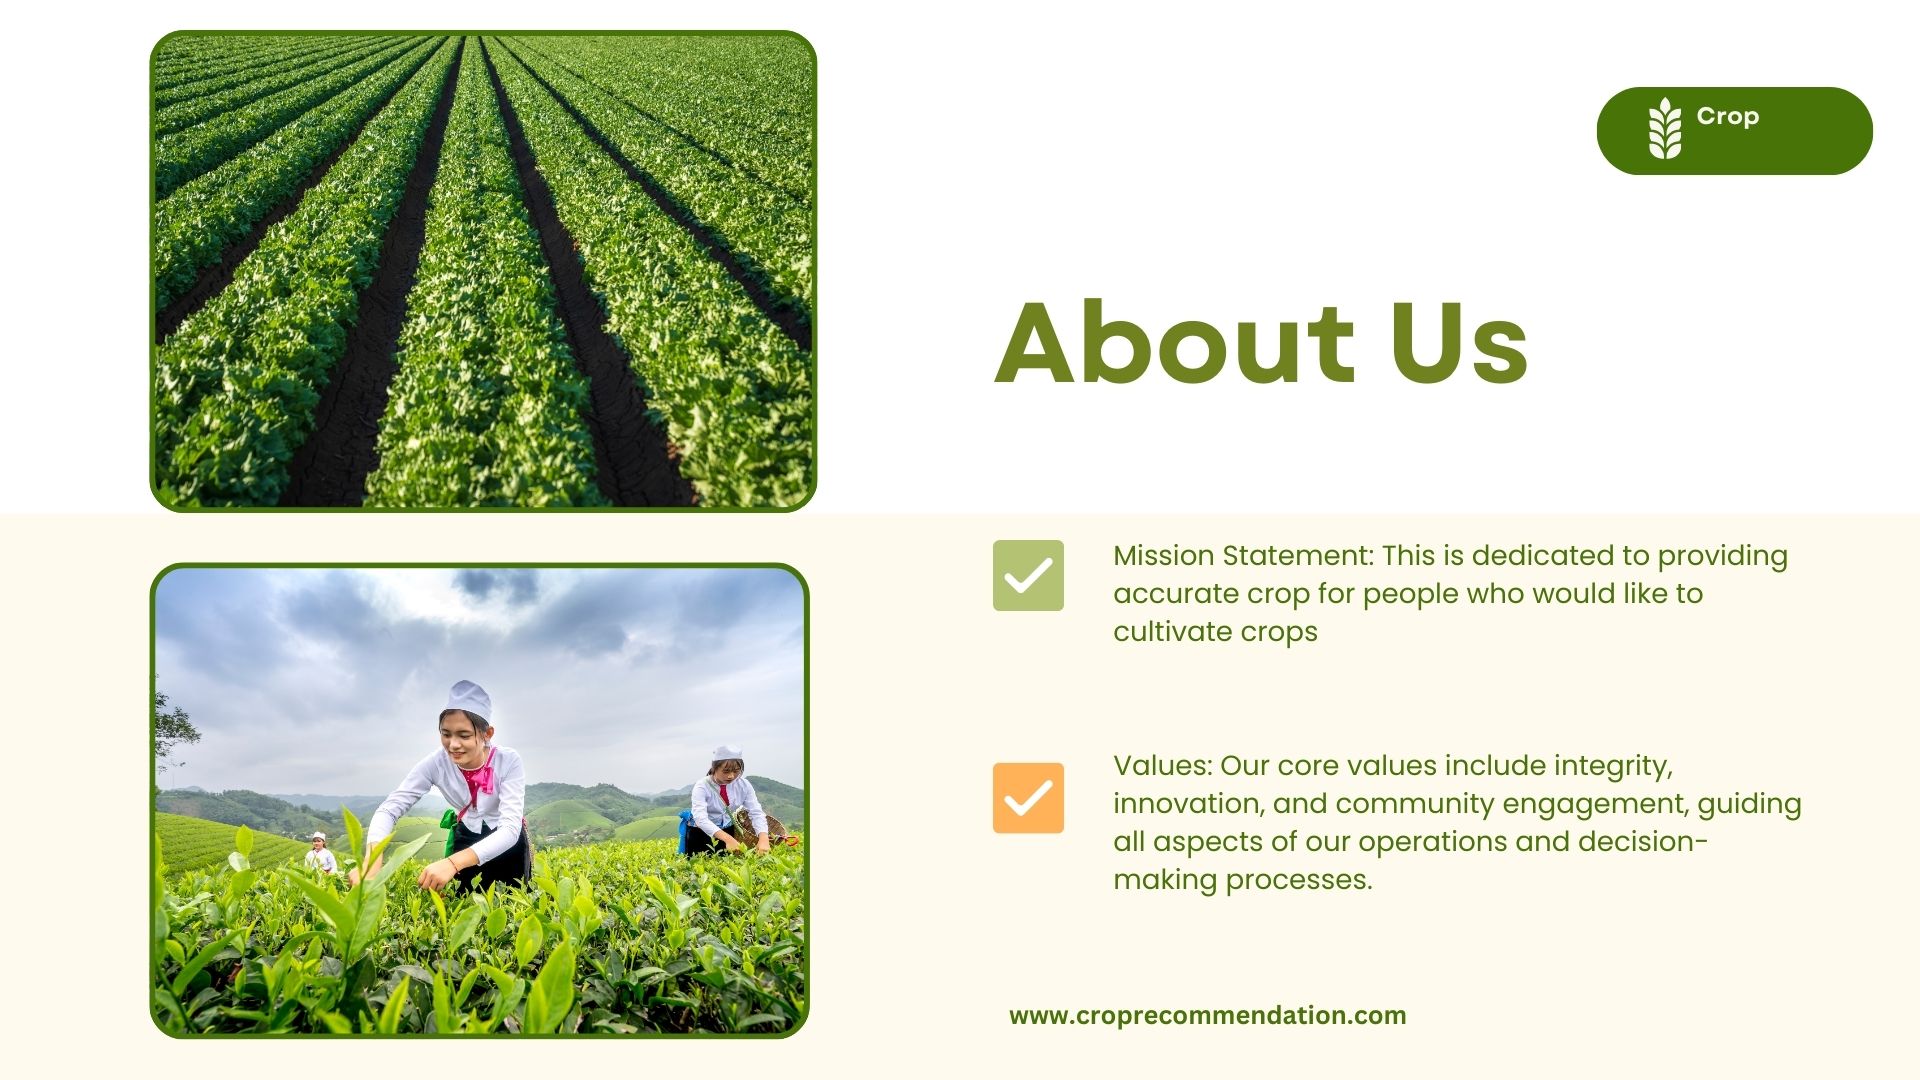 Crop
About Us
Mission Statement: This is dedicated to providing
accurate crop for people who would like to
cultivate crops
Values: Our core values include integrity,
innovation, and community engagement, guiding
all aspects of our operations and decision-
making processes.
www.croprecommendation.com